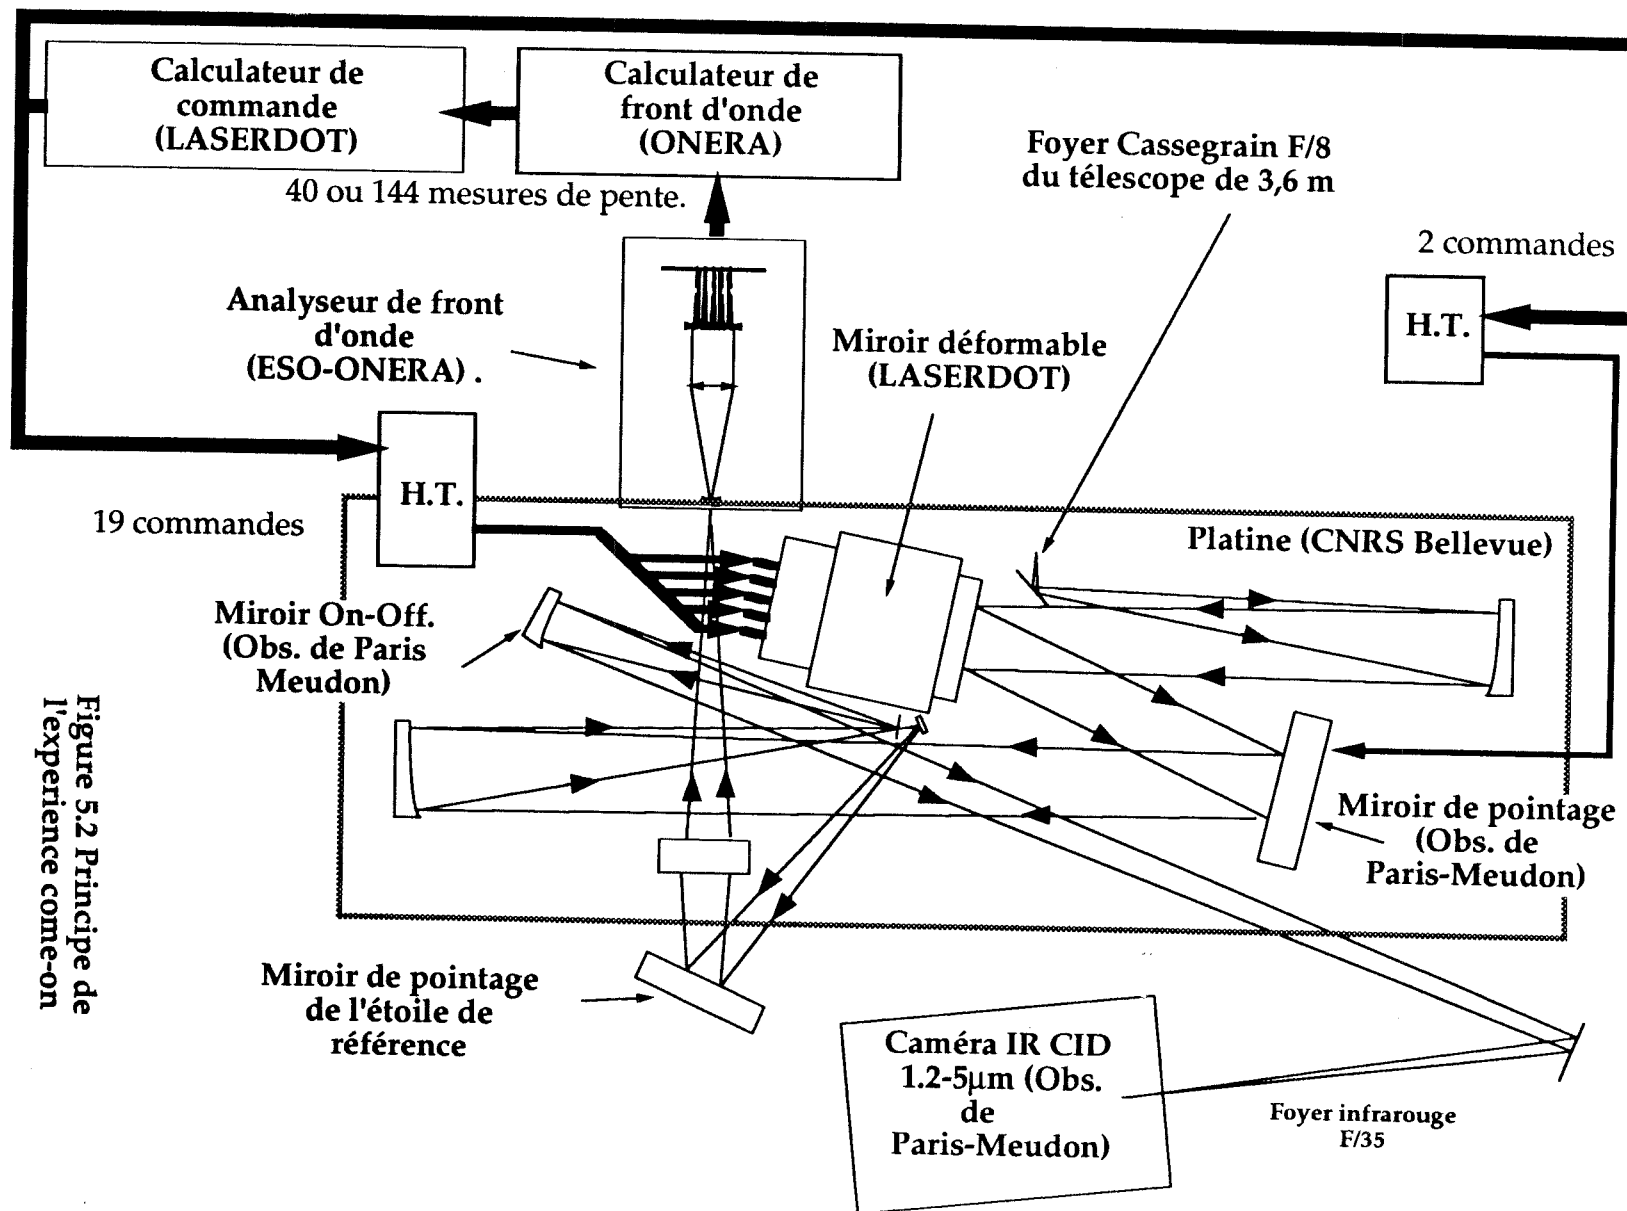 Calculateur de
commande
(LASERDOT)
Calculateur de
front d'onde
(ONERA)
40 ou 144 mesures de pente.
Foyer Cassegrain F/8
du télescope de 3,6 m
2 commandes
H.T.
Analyseur de front
d'onde
(ESO-ONERA) .
Miroir déformable
(LASERDOT)
H.T.
19 commandes
Platine (CNRS Bellevue)
Miroir On-Off.
(Obs. de Paris
Meudon)
Miroir de pointage
(Obs. de
Paris-Meudon)
Miroir de pointage
de l'étoile de
référence
Caméra IR CID
1.2-5µm (Obs.
de
Paris-Meudon)
Foyer infrarouge
F/35
Figure 5.2 Principe de
l'experience come-on